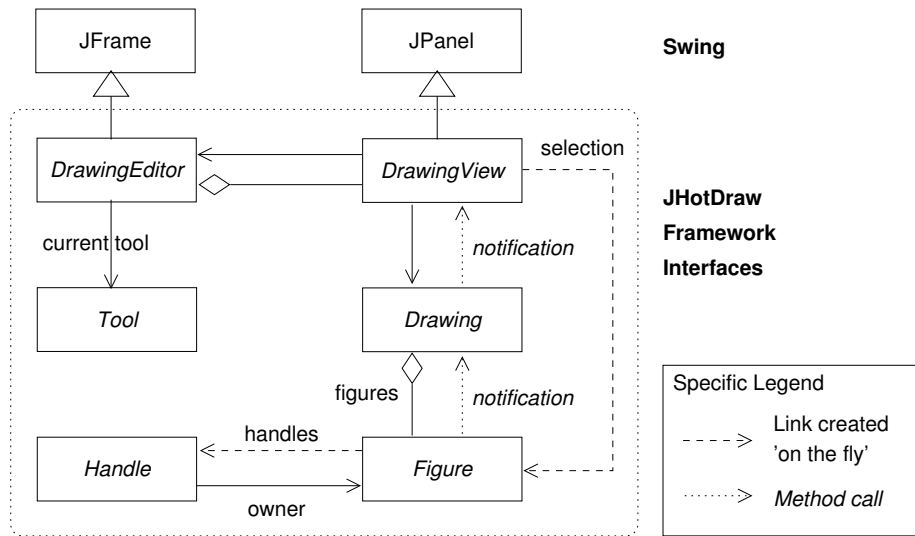 JFrame
JPanel
Swing
DrawingEditor
DrawingView
selection
JHotDraw
Framework
Interfaces
current tool
notification
Tool
Drawing
figures
notification
handles
Handle
Figure
owner
Specific Legend
Link created
'on the fly'
Method call